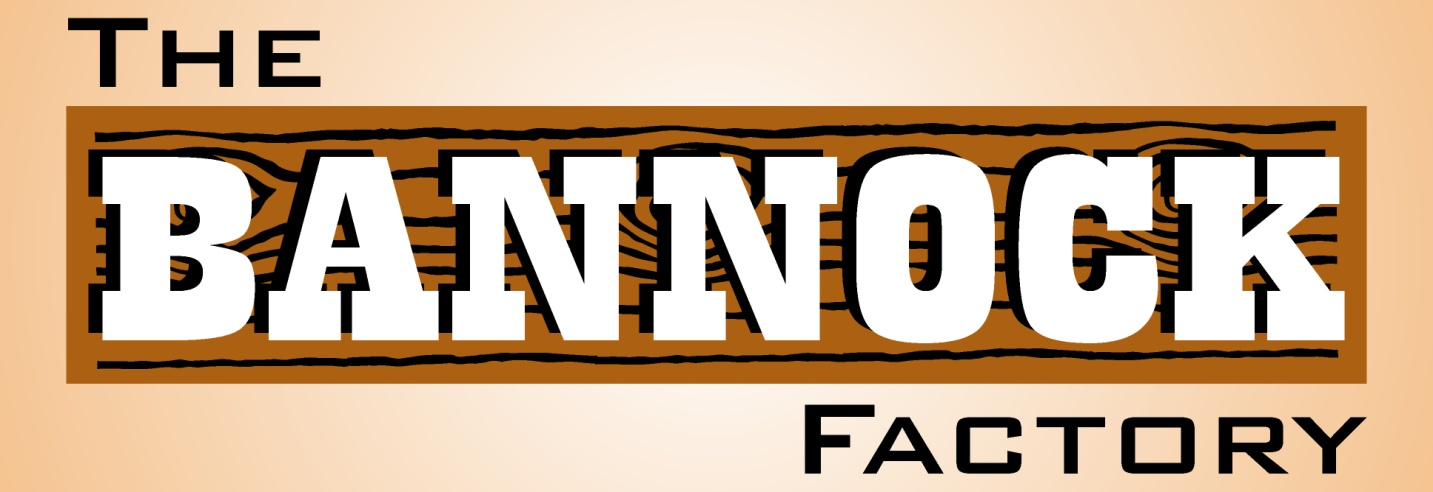 The
BANNOCK
Factory